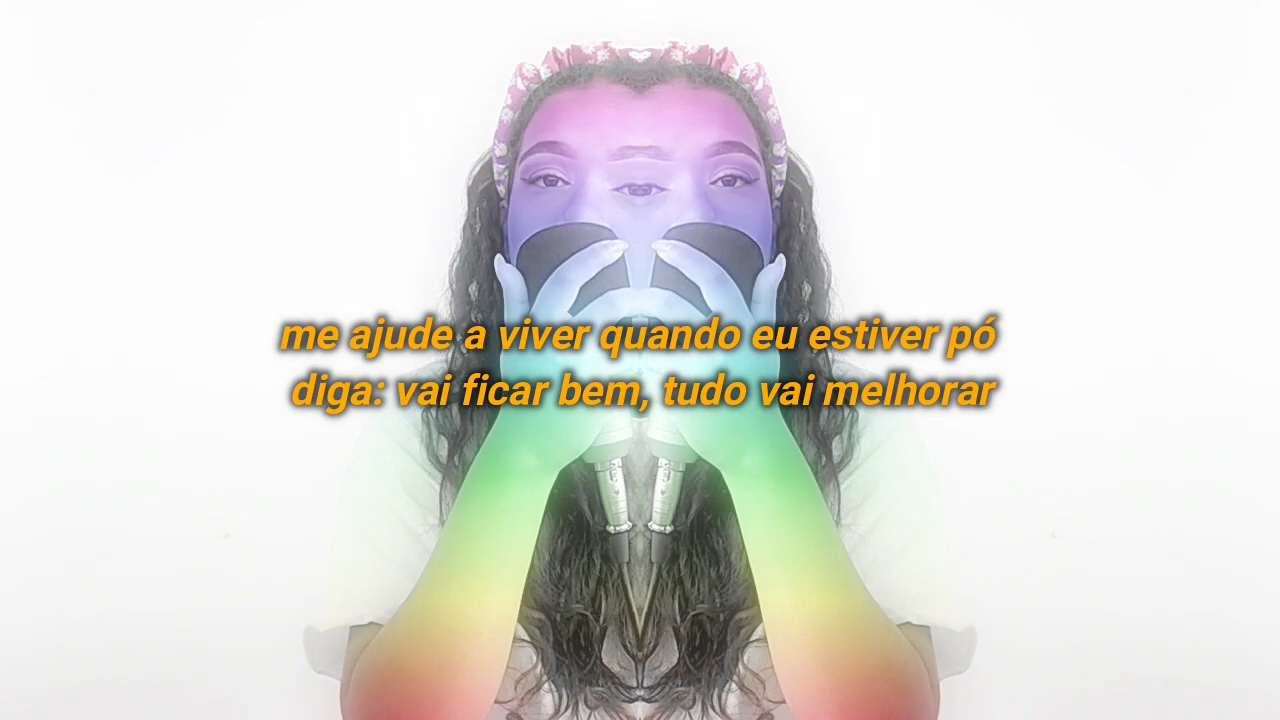 me ajude a viver quando eu estiver pó
diga: vai ficar bem, tudo vai melhorar